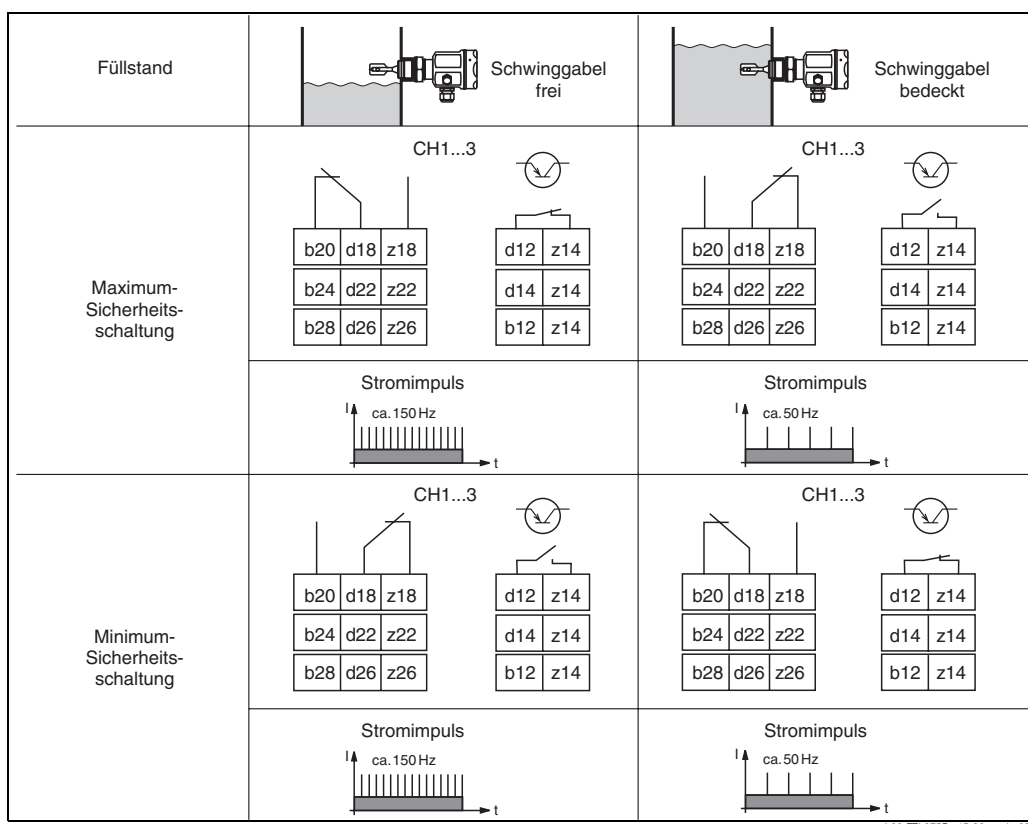 Füllstand
Schwinggabel
frei
Schwinggabel
bedeckt
Maximum-
Sicherheits-
schaltung
CH1...3
b20 d18 z18
d12 z14
b24 d22 z22
d14 z14
b28 d26 z26
b12 z14
CH1...3
b20 d18 z18
d12 z14
b24 d22 z22
d14 z14
b28 d26 z26
b12 z14
Stromimpuls
I
ca. 150 Hz
t
Stromimpuls
I
ca. 50 Hz
t
Minimum-
Sicherheits-
schaltung
CH1...3
b20 d18 z18
d12 z14
b24 d22 z22
d14 z14
b28 d26 z26
b12 z14
CH1...3
b20 d18 z18
d12 z14
b24 d22 z22
d14 z14
b28 d26 z26
b12 z14
Stromimpuls
I
ca. 150 Hz
t
Stromimpuls
I
ca. 50 Hz
t